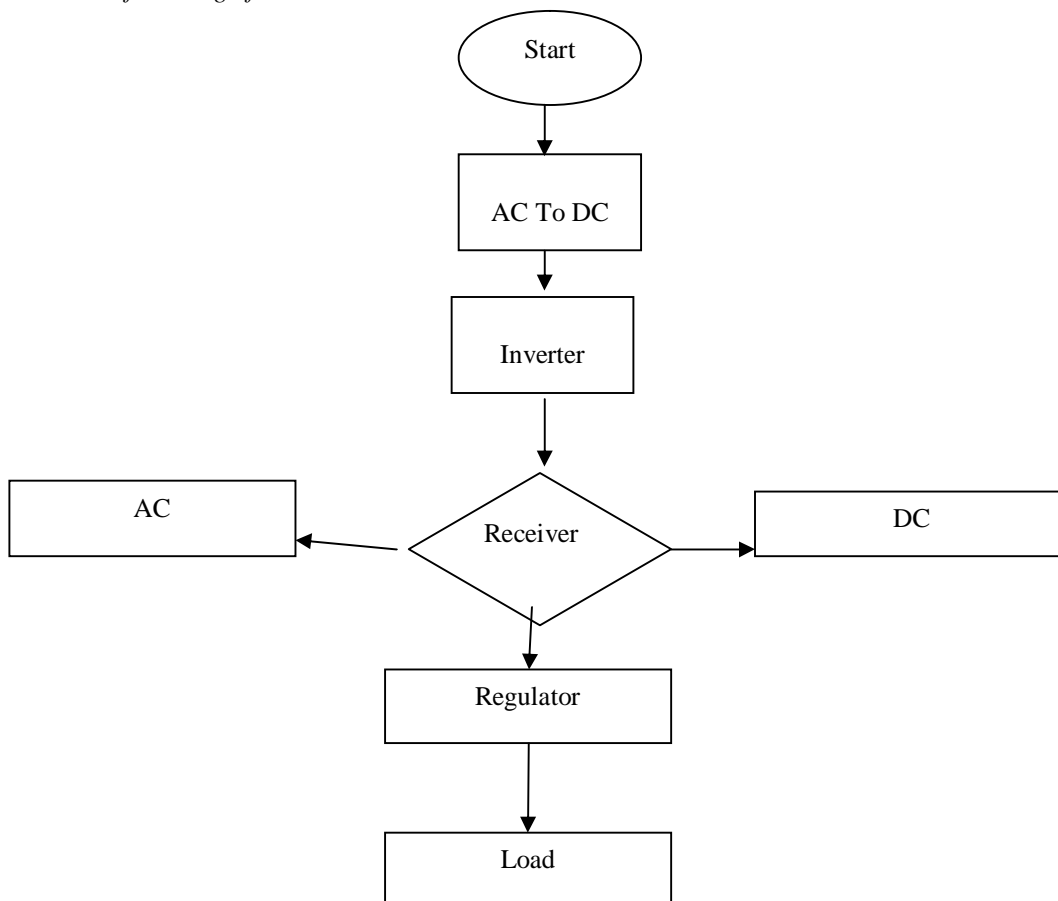 Start
AC To DC
Inverter
AC
Receiver
DC
Regulator
Load